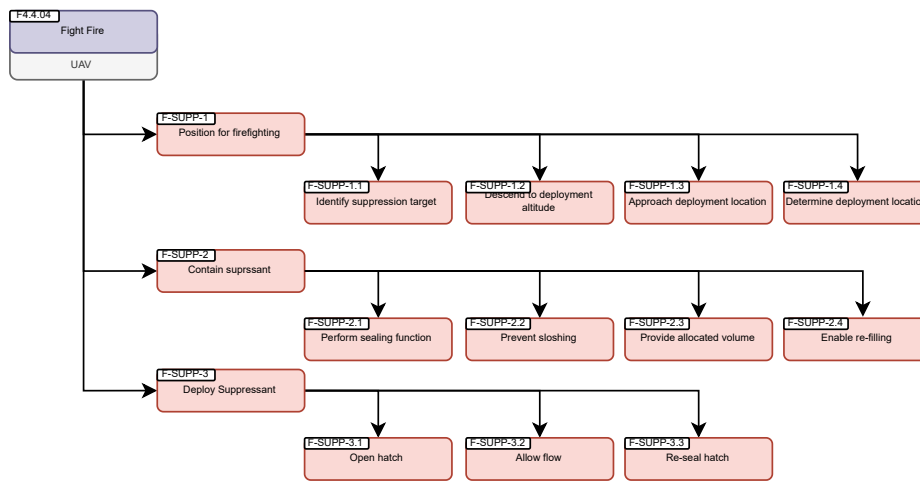 F4.4.04
Fight Fire
UAV
F-SUPP-1
Position for firefighting
F-SUPP-1.1
Identify suppression target
F-SUPP-1.2
Descend to deployment
altitude
F-SUPP-1.3
Approach deployment location
F-SUPP-1.4
Determine deployment locatio
F-SUPP-2
Contain suprssant
F-SUPP-2.1
Perform sealing function
F-SUPP-2.2
Prevent sloshing
F-SUPP-2.3
Provide allocated volume
F-SUPP-2.4
Enable re-filling
F-SUPP-3
Deploy Suppressant
F-SUPP-3.1
Open hatch
F-SUPP-3.2
Allow flow
F-SUPP-3.3
Re-seal hatch